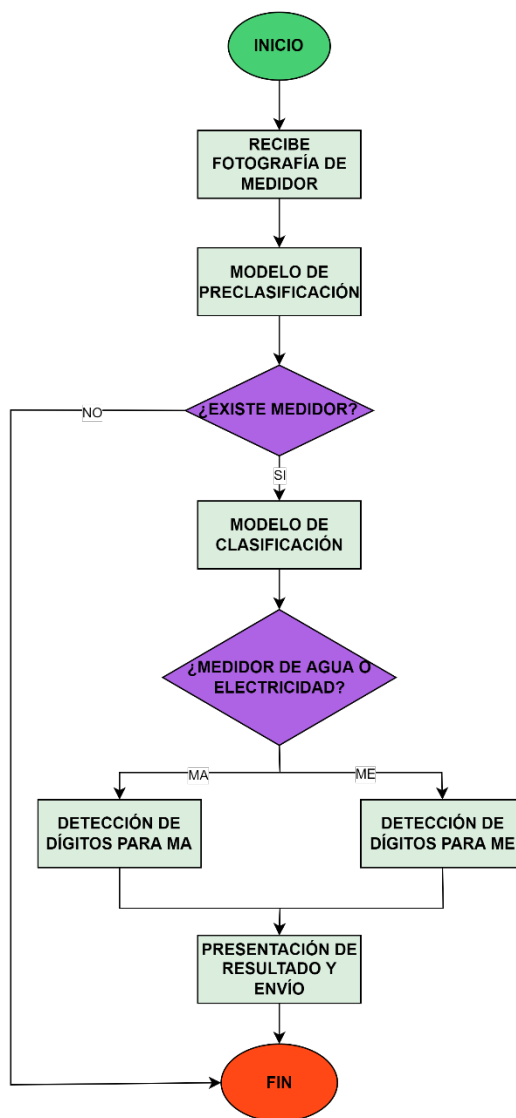 INICIO
RECIBE
FOTOGRAFÍA DE
MEDIDOR
MODELO DE
PRECLASIFICACIÓN
¿EXISTE MEDIDOR?
NO
SI
MODELO DE
CLASIFICACIÓN
¿MEDIDOR DE AGUA O
ELECTRICIDAD?
MA
ME
DETECCIÓN DE
DÍGITOS PARA MA
DETECCIÓN DE
DÍGITOS PARA ME
PRESENTACIÓN DE
RESULTADO Y
ENVÍO
FIN